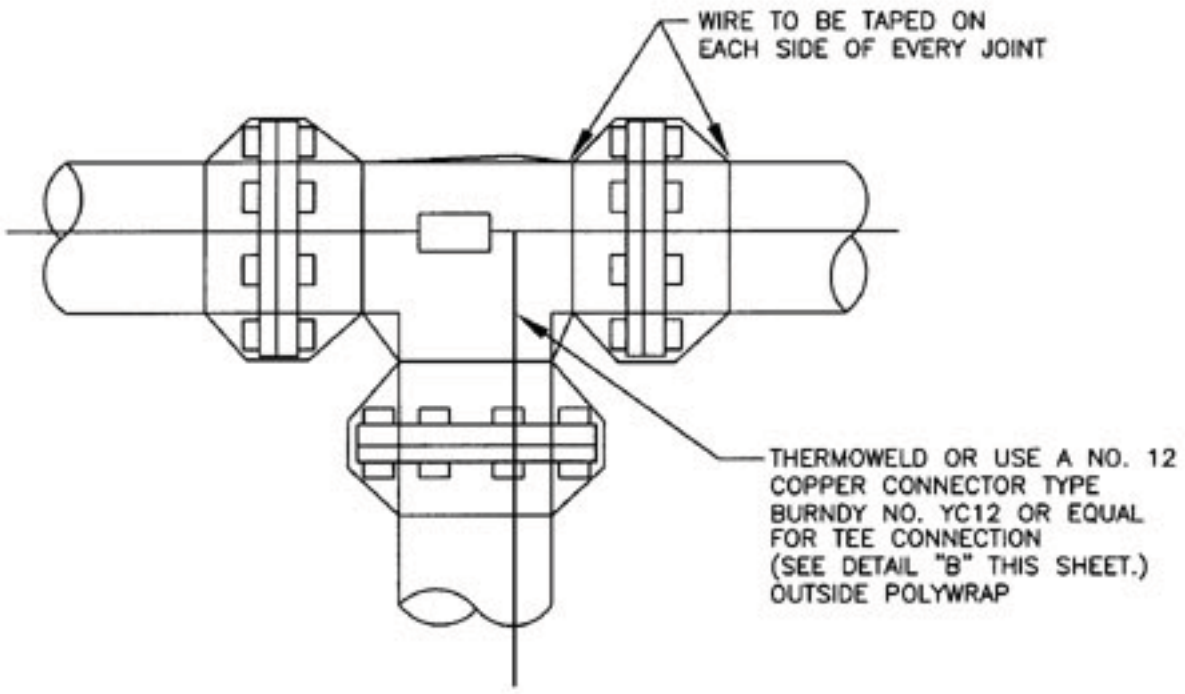 WIRE TO BE TAPED ON
EACH SIDE OF EVERY JOINT
THERMOWELD OR USE A NO. 12
COPPER CONNECTOR TYPE
BURNDY NO. YC12 OR EQUAL
FOR TEE CONNECTION
(SEE DETAIL "B" THIS SHEET.)
OUTSIDE POLYWRAP